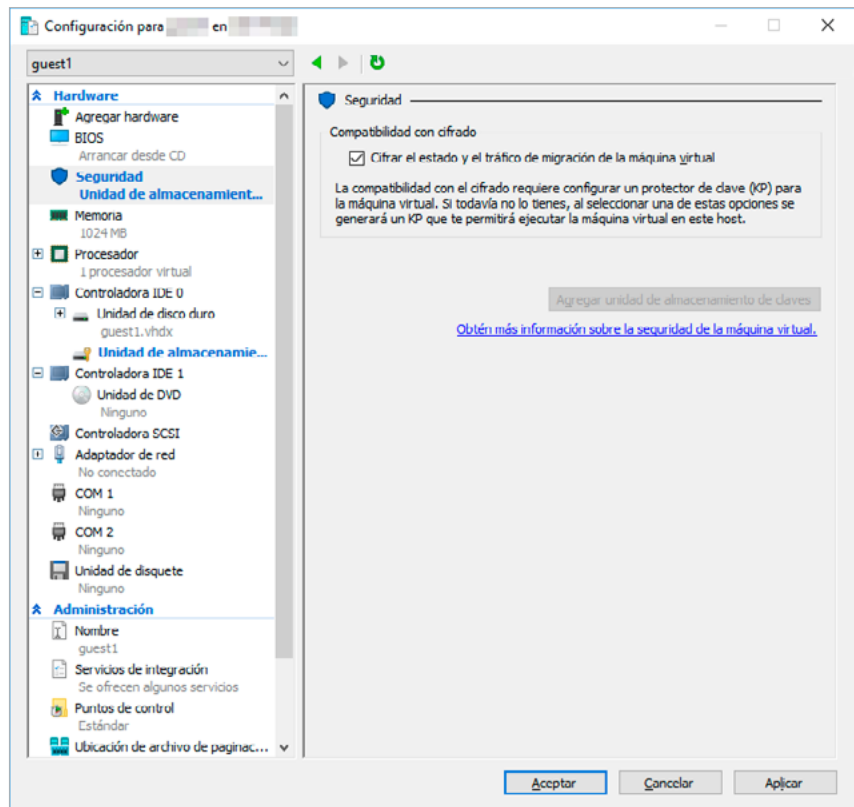 Configuración para en
guest1
Hardware
Agregar hardware
BIOS
Arrancar desde CD
Seguridad
Unidad de almacenamient...
Memoria
1024 MB
Procesador
1 procesador virtual
Controladora IDE 0
Unidad de disco duro
guest1.vhdx
Unidad de almacenamie...
Controladora IDE 1
Unidad de DVD
Ninguno
Controladora SCSI
Adaptador de red
No conectado
COM 1
Ninguno
COM 2
Ninguno
Unidad de disquete
Ninguno
Administración
Nombre
guest1
Servicios de integración
Se ofrecen algunos servicios
Puntos de control
Estándar
Ubicación de archivo de paginac...
Seguridad
Compatibilidad con cifrado
Cifrar el estado y el tráfico de migración de la máquina virtual
La compatibilidad con el cifrado requiere configurar un protector de clave (KP) para
la máquina virtual. Si todavía no lo tienes, al seleccionar una de estas opciones se
generará un KP que te permitirá ejecutar la máquina virtual en este host.
Agregar unidad de almacenamiento de claves
Obtén más información sobre la seguridad de la máquina virtual.
Aceptar
Cancelar
Aplicar